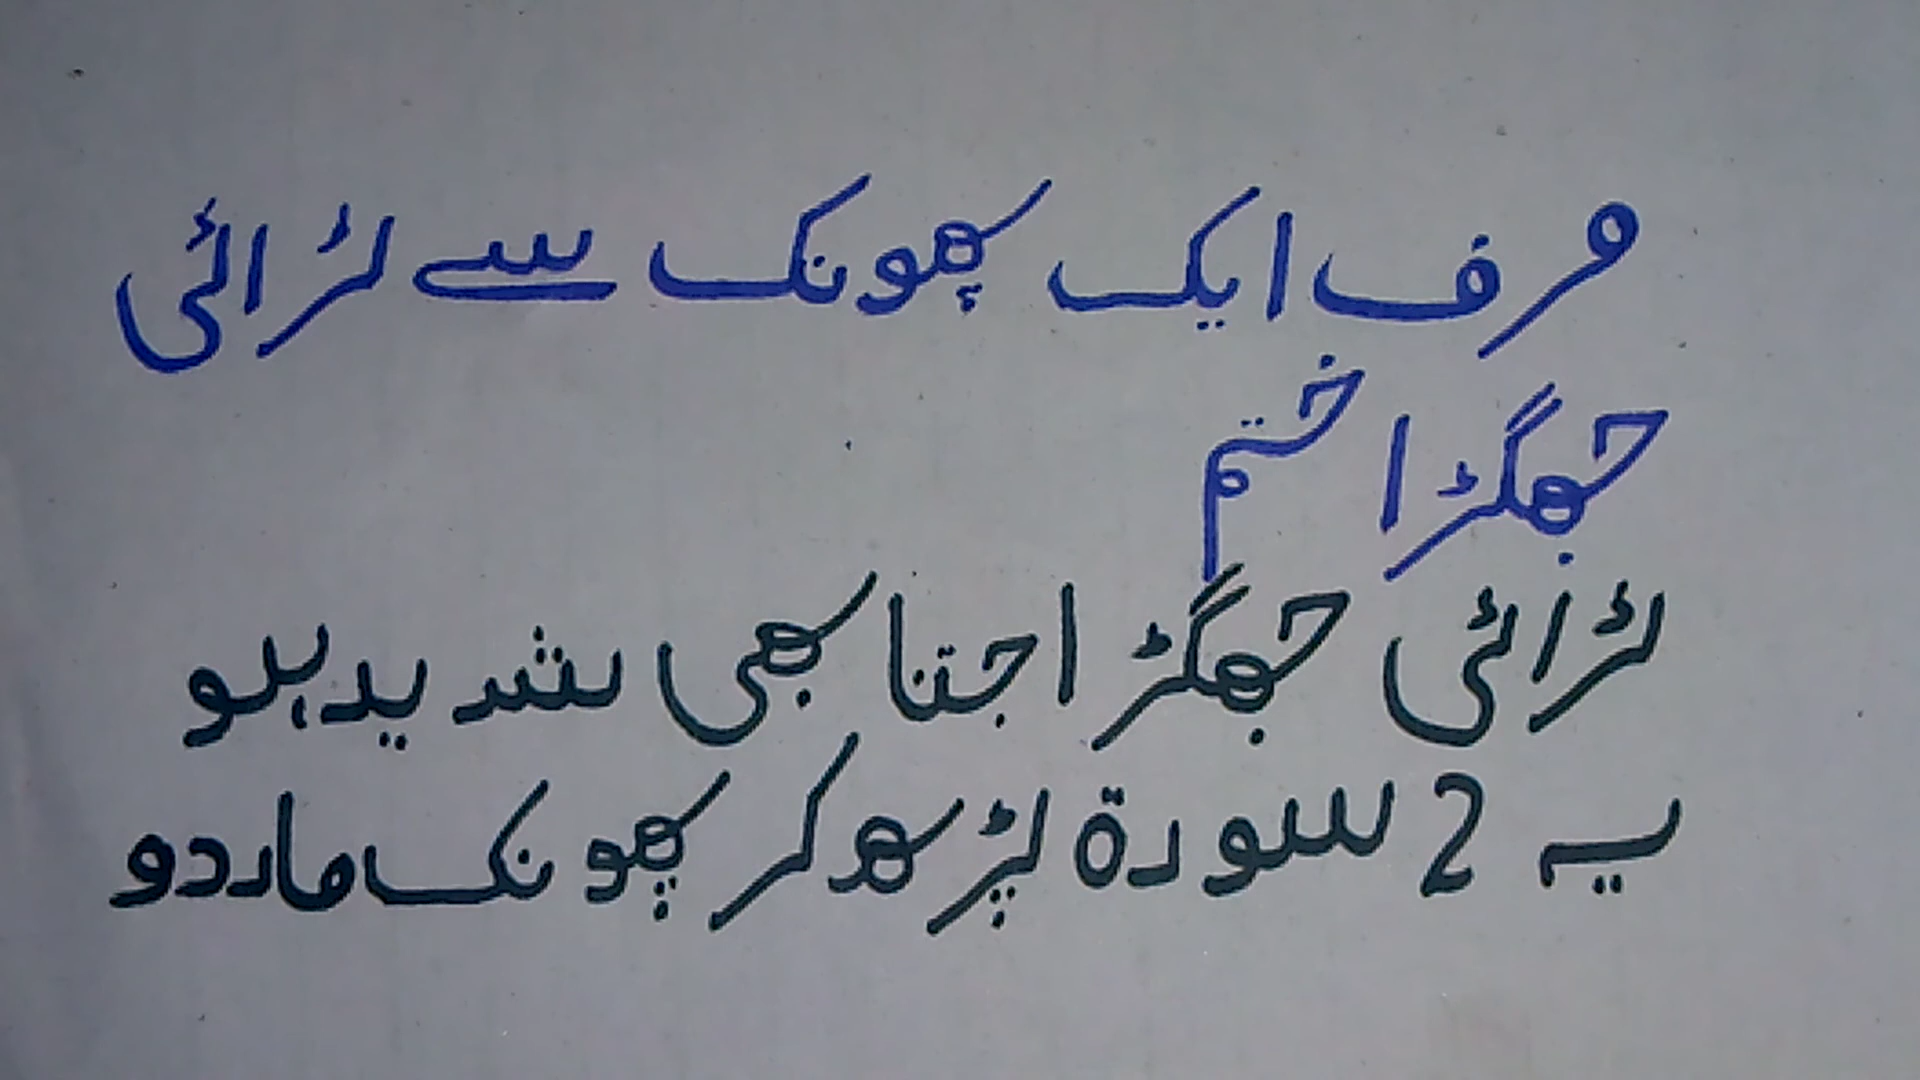 صرف ایک پھونک سے لڑائی
جھگڑا ختم
لڑائی جھگڑا جتنا بھی شدید ہو
یہ 2 سورۃ پڑھ کر پھونک مار دو